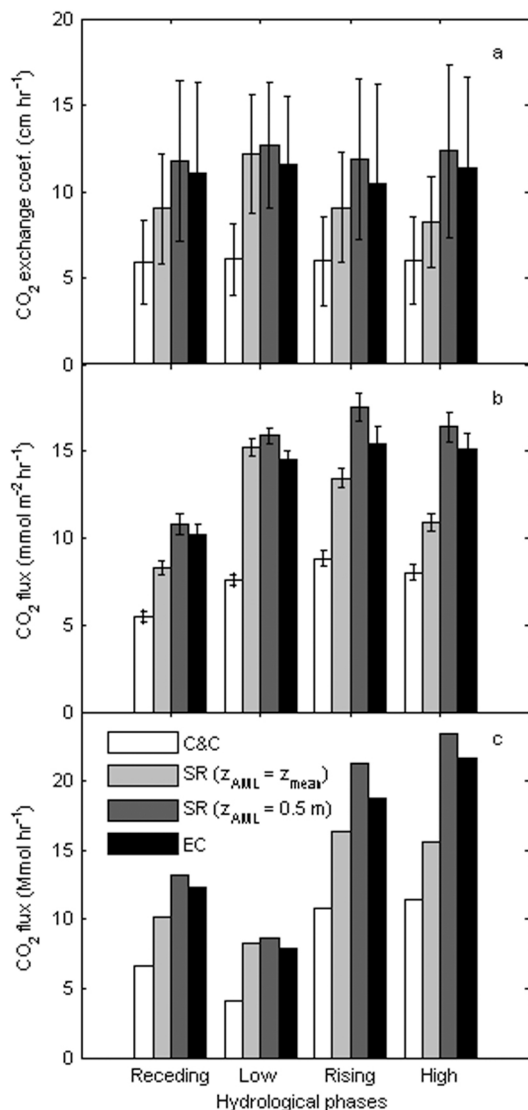 20
15
10
5
0
CO2 exchange coef. (cm hr-1)
a
15
10
5
0
CO2 flux (mmol m-2 hr-1)
b
20
15
10
5
0
CO2 flux (Mmol hr-1)
c
C&C
SR (zAML = zmean)
SR (zAML = 0.5 m)
EC
Receding Low Rising High
Hydrological phases